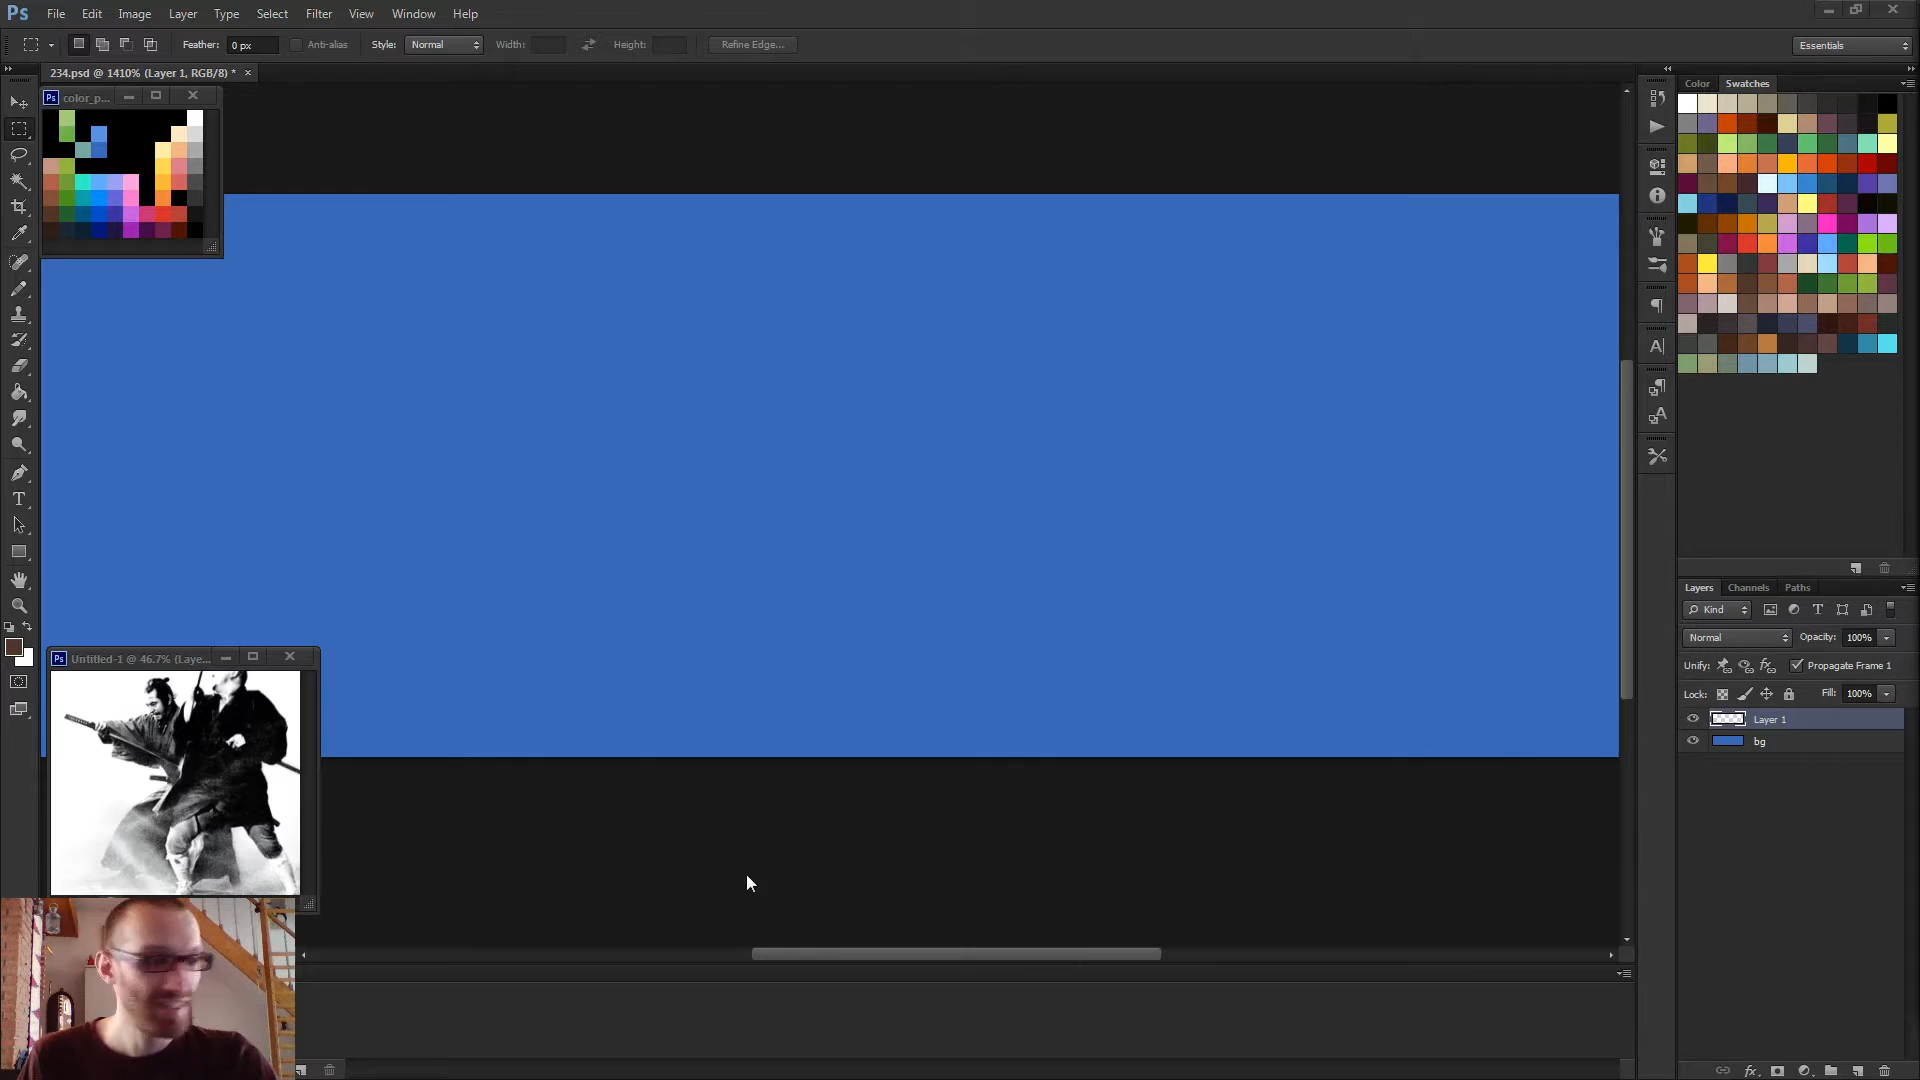 Ps File Edit Image Layer Type Select Filter View Window Help
Feather: 0 px Anti-alias Style: Normal Width: Height: Refine Edge... Essentials
234.psd @ 1410% (Layer 1, RGB/8) *
Ps color_p...
Color Swatches
Layers Channels Paths
Kind
Normal Opacity: 100%
Ps Untitled-1 @ 46.7% (Laye...
Unify: Propagate Frame 1
Lock: Fill: 100%
Layer 1
bg